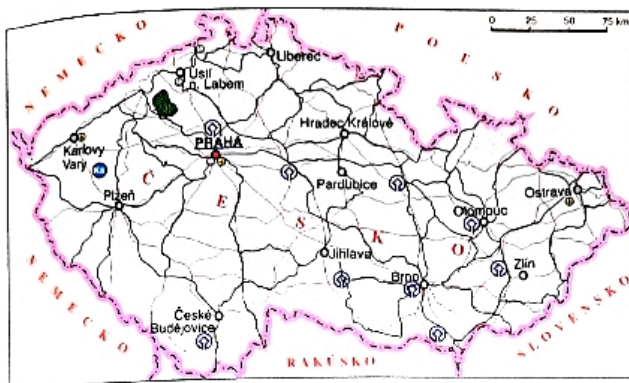 0 25 50 75 km
NEMECKO
POĽSKO
Liberec
Ústí
n. Labem
Hradec Králové
Karlovy
Vary
PRAHA
Pardubice
Ostrava
Plzeň
Olomouc
ČESKO
Jihlava
Zlín
Brno
NEMECKO
České
Budějovice
SLOVENSKO
RAKÚSKO